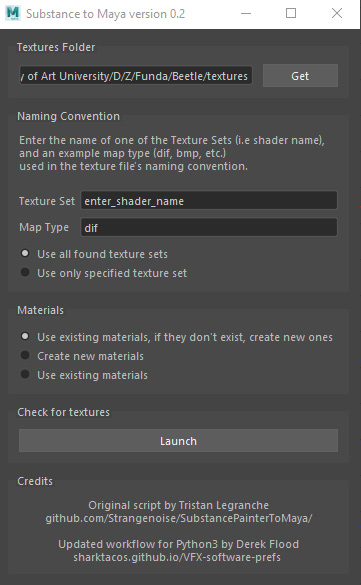 Substance to Maya version 0.2
Textures Folder
y of Art University/D/Z/Funda/Beetle/textures
Get
Naming Convention
Enter the name of one of the Texture Sets (i.e shader name),
and an example map type (dif, bmp, etc.)
used in the texture file's naming convention.
Texture Set enter_shader_name
Map Type dif
Use all found texture sets
Use only specified texture set
Materials
Use existing materials, if they don't exist, create new ones
Create new materials
Use existing materials
Check for textures
Launch
Credits
Original script by Tristan Legranche
github.com/Strangenoise/SubstancePainterToMaya/
Updated workflow for Python3 by Derek Flood
sharktacos.github.io/VFX-software-prefs